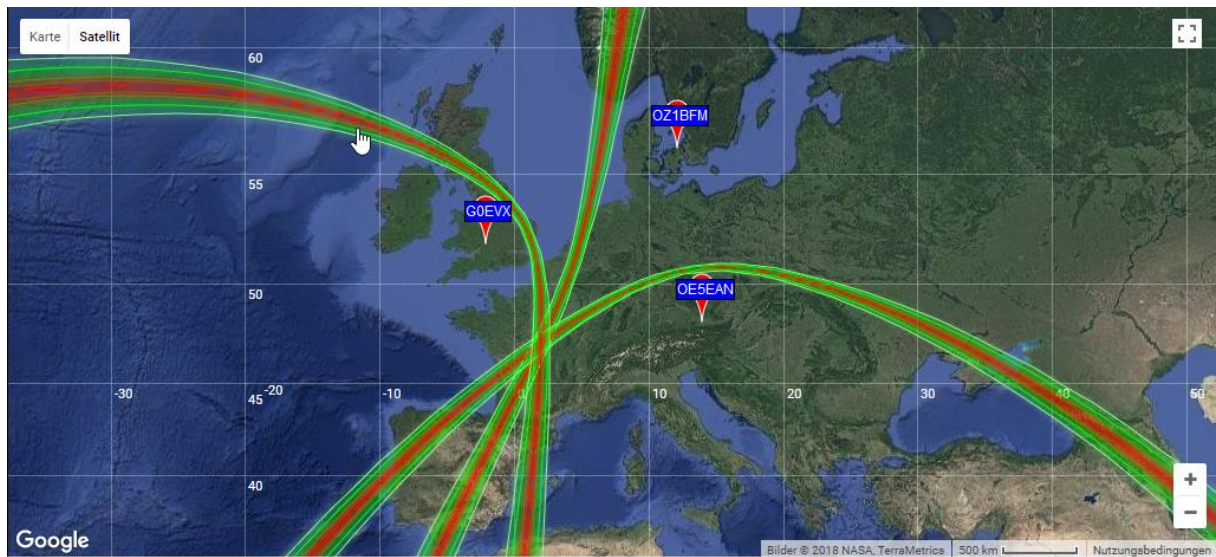 Karte Satellit
60
OZ1BFM
55
G0EVX
OE5EAN
50
-30 -20 -10 0 10 20 30 40 50
45
40
Google
Bilder © 2018 NASA, TerraMetrics 500 km Nutzungsbedingungen